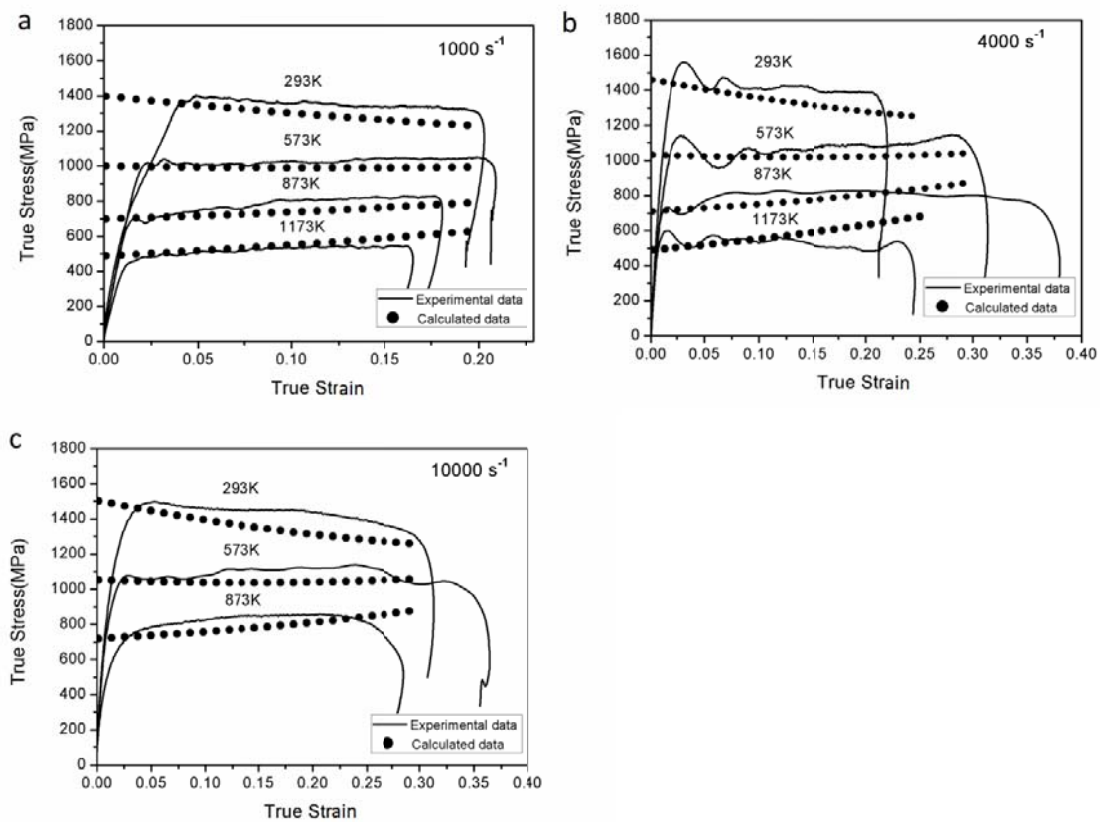 a
1000 s-1
1800
1600
1400
1200
1000
800
600
400
200
0
293K
573K
873K
1173K
Experimental data
Calculated data
0.00 0.05 0.10 0.15 0.20
True Strain
True Stress(MPa)
b
4000 s-1
1800
1600
1400
1200
1000
800
600
400
200
0
293K
573K
873K
1173K
Experimental data
Calculated data
0.00 0.05 0.10 0.15 0.20 0.25 0.30 0.35 0.40
True Strain
True Stress(MPa)
c
10000 s-1
1800
1600
1400
1200
1000
800
600
400
200
0
293K
573K
873K
Experimental data
Calculated data
0.00 0.05 0.10 0.15 0.20 0.25 0.30 0.35 0.40
True Strain
True Stress(MPa)